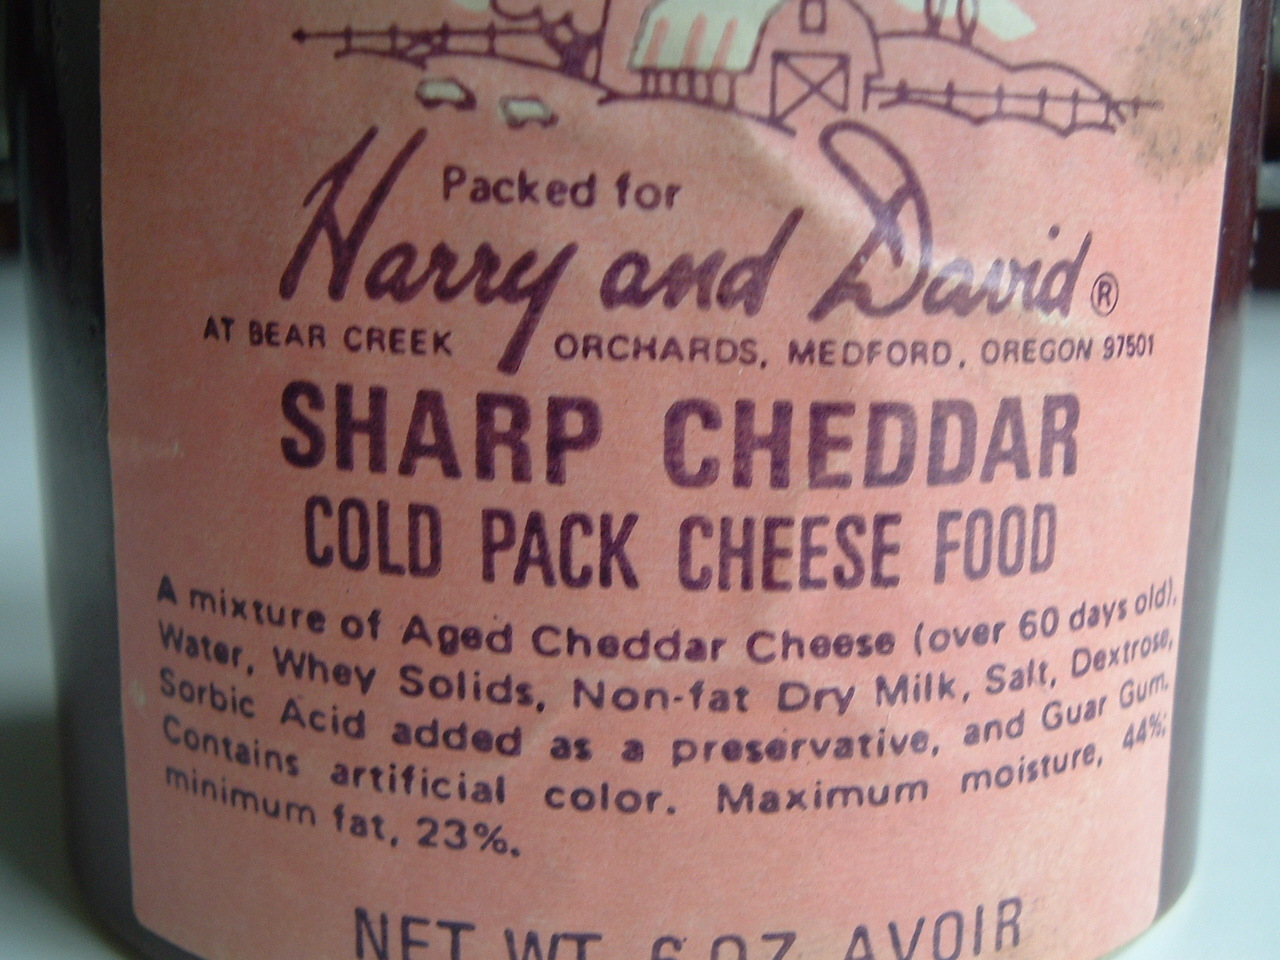 Packed for
Harry and David®
AT BEAR CREEK ORCHARDS, MEDFORD, OREGON 97501
SHARP CHEDDAR
COLD PACK CHEESE FOOD
A mixture of Aged Cheddar Cheese (over 60 days old),
Water, Whey Solids, Non-fat Dry Milk, Salt, Dextrose,
Sorbic Acid added as a preservative, and Guar Gum.
Contains artificial color. Maximum moisture, 44%;
minimum fat, 23%.
NET WT. 6 OZ AVOIR